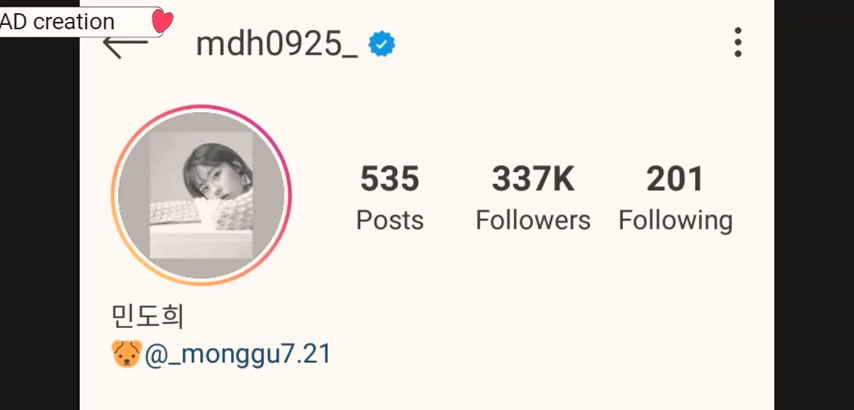 AD creation
mdh0925_
535 337K 201
Posts Followers Following
민도희
@_monggu7.21